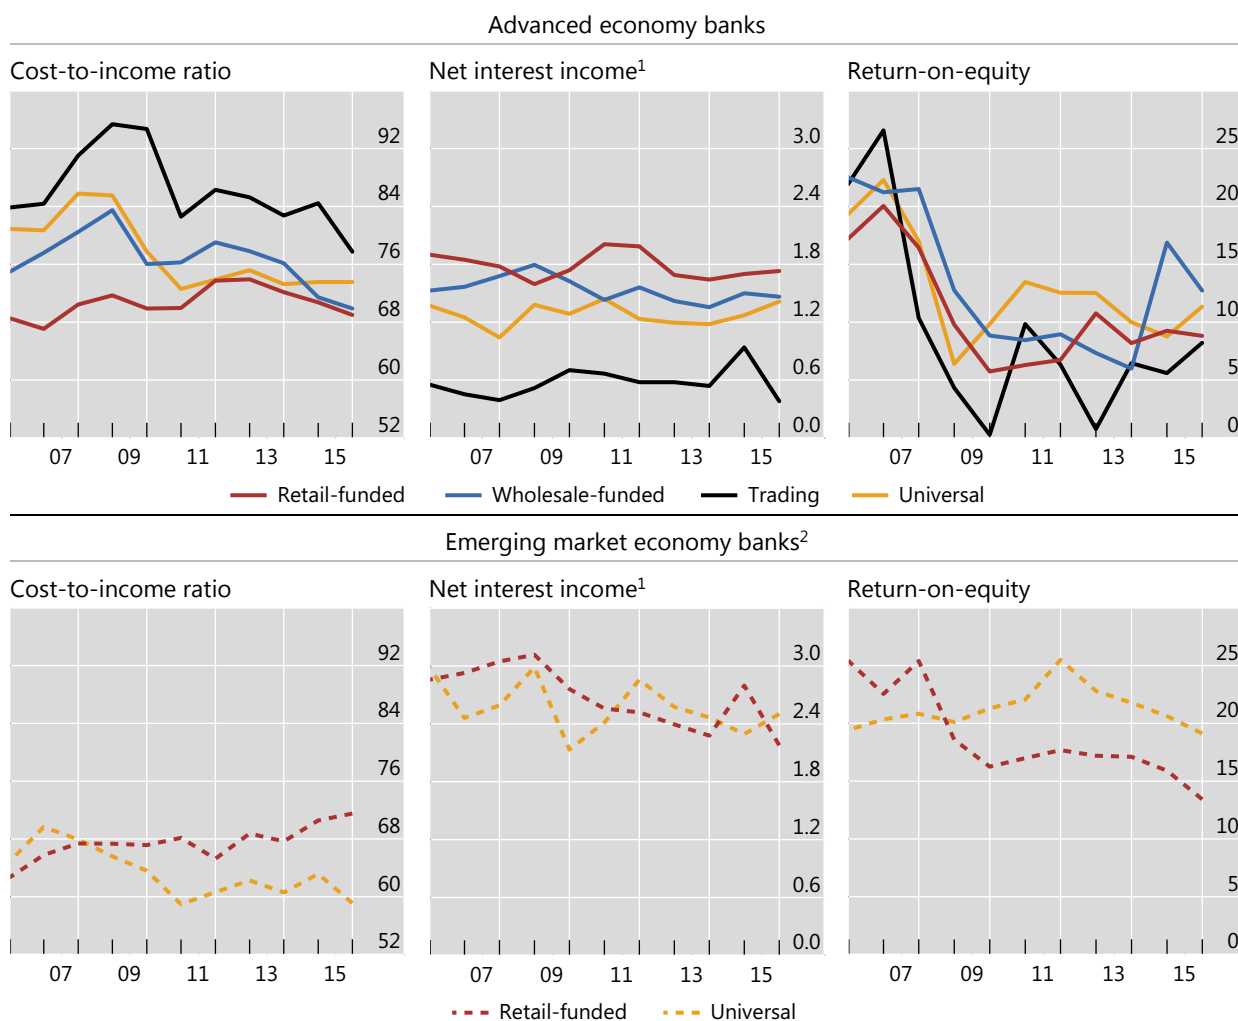 Advanced economy banks
Cost-to-income ratio Net interest income1 Return-on-equity
92 3.0 25
84 2.4 20
76 1.8 15
68 1.2 10
60 0.6 5
52 0.0 0
07 09 11 13 15 07 09 11 13 15 07 09 11 13 15
Retail-funded Wholesale-funded Trading Universal
Emerging market economy banks2
Cost-to-income ratio Net interest income1 Return-on-equity
92 3.0 25
84 2.4 20
76 1.8 15
68 1.2 10
60 0.6 5
52 0.0 0
07 09 11 13 15 07 09 11 13 15 07 09 11 13 15
Retail-funded Universal